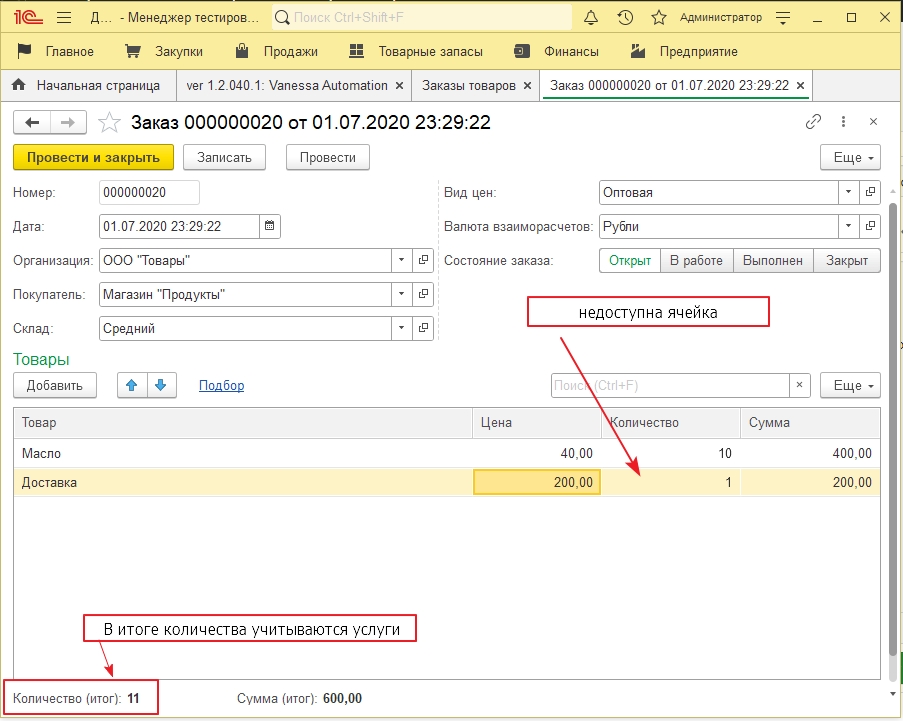 1С Д... - Менеджер тестиров... Поиск Ctrl+Shift+F Администратор
Главное Закупки Продажи Товарные запасы Финансы Предприятие
Начальная страница ver 1.2.040.1: Vanessa Automation × Заказы товаров × Заказ 000000020 от 01.07.2020 23:29:22 ×
Заказ 000000020 от 01.07.2020 23:29:22
Провести и закрыть Записать Провести Еще
Номер: 000000020 Вид цен: Оптовая
Дата: 01.07.2020 23:29:22 Валюта взаиморасчетов: Рубли
Организация: ООО "Товары" Состояние заказа: Открыт В работе Выполнен Закрыт
Покупатель: Магазин "Продукты"
недоступна ячейка
Склад: Средний
Товары
Добавить Подбор Поиск (Ctrl+F) × Еще
Товар Цена Количество Сумма
Масло 40,00 10 400,00
Доставка 200,00 1 200,00
В итоге количества учитываются услуги
Количество (итог): 11 Сумма (итог): 600,00